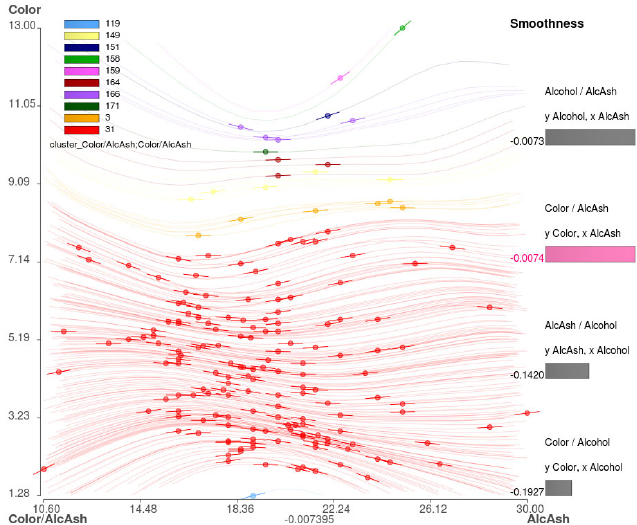 Color
13.00
11.05
9.09
7.14
5.19
3.23
1.28
119
149
151
158
159
164
166
171
3
31
cluster_Color/AlcAsh;Color/AlcAsh
10.60 14.48 18.36 22.24 26.12 30.00
Color/AlcAsh -0.007395 AlcAsh
Smoothness
Alcohol / AlcAsh
y Alcohol, x AlcAsh
-0.0073
Color / AlcAsh
y Color, x AlcAsh
-0.0074
AlcAsh / Alcohol
y AlcAsh, x Alcohol
-0.1420
Color / Alcohol
y Color, x Alcohol
-0.1927